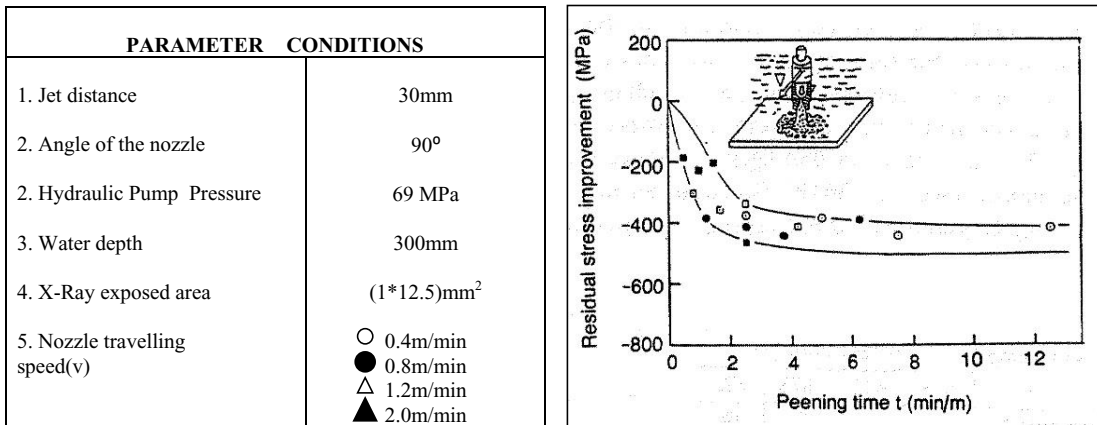 PARAMETER CONDITIONS
1. Jet distance 30mm
2. Angle of the nozzle 90⁰
2. Hydraulic Pump Pressure 69 MPa
3. Water depth 300mm
4. X-Ray exposed area (1*12.5)mm²
5. Nozzle travelling
speed(v)
○ 0.4m/min
● 0.8m/min
△ 1.2m/min
▲ 2.0m/min
Residual stress improvement (MPa)
200
0
-200
-400
-600
-800
0 2 4 6 8 10 12
Peening time t (min/m)